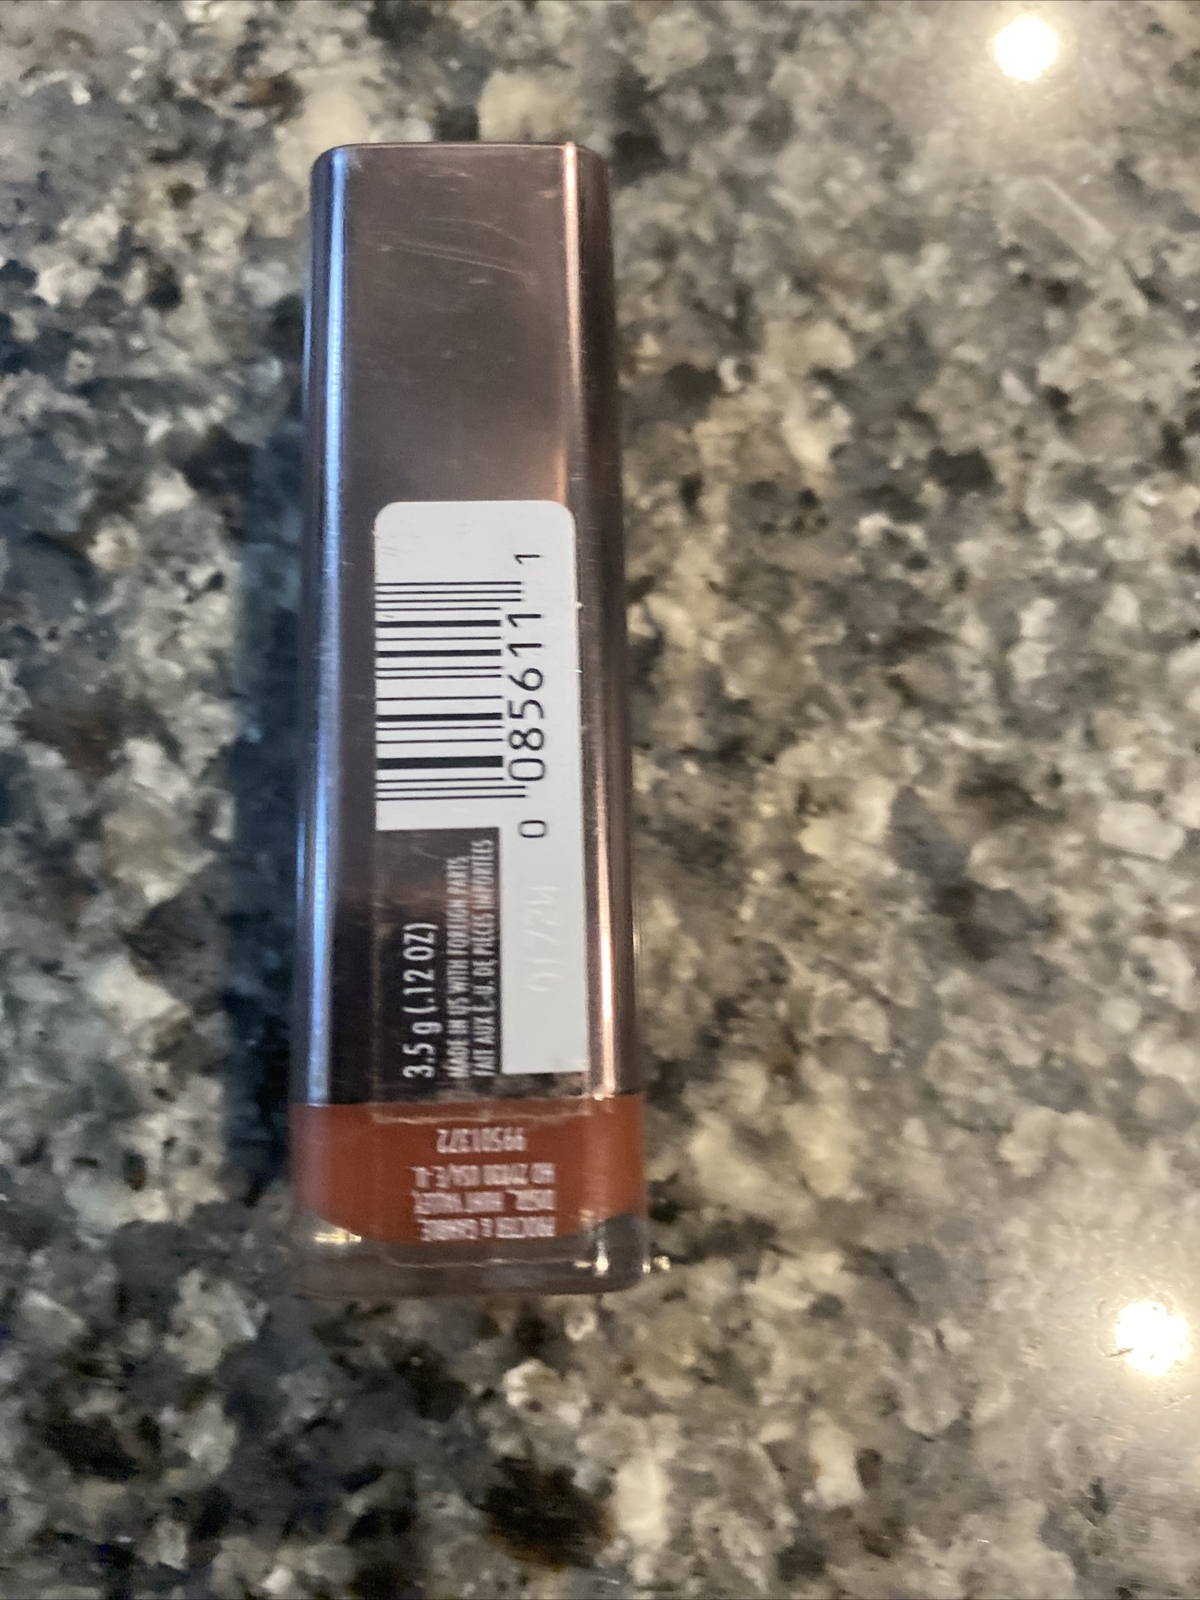 3.5 g (.12 OZ)
MADE IN US WITH FOREIGN PARTS
FAIT AUX É.-U. DE PIÈCES IMPORTÉES
0 085611 1
PROCTER & GAMBLE,
DISTR., HUNT VALLEY,
MD 21030 USA/É-U.
99501372